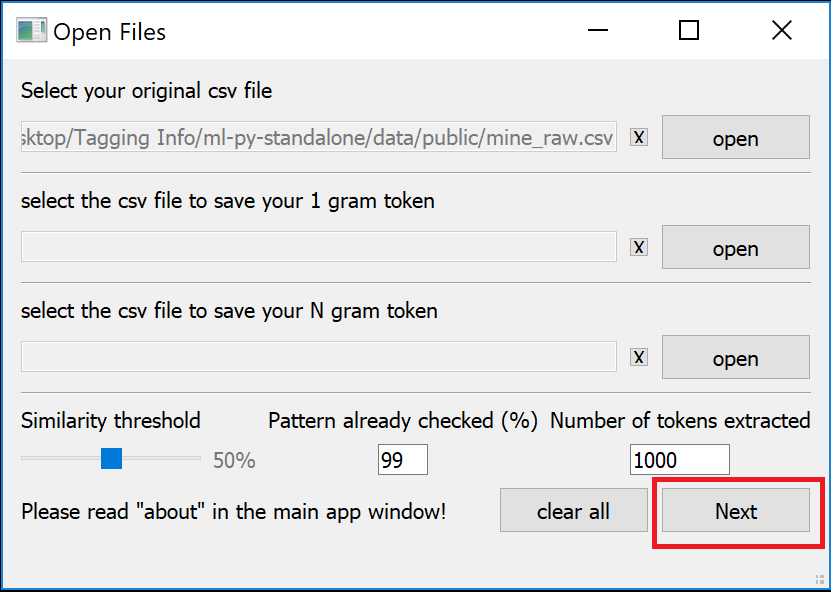 Open Files
Select your original csv file
sktop/Tagging Info/ml-py-standalone/data/public/mine_raw.csv X open
select the csv file to save your 1 gram token
X open
select the csv file to save your N gram token
X open
Similarity threshold Pattern already checked (%) Number of tokens extracted
50% 99 1000
Please read "about" in the main app window! clear all Next